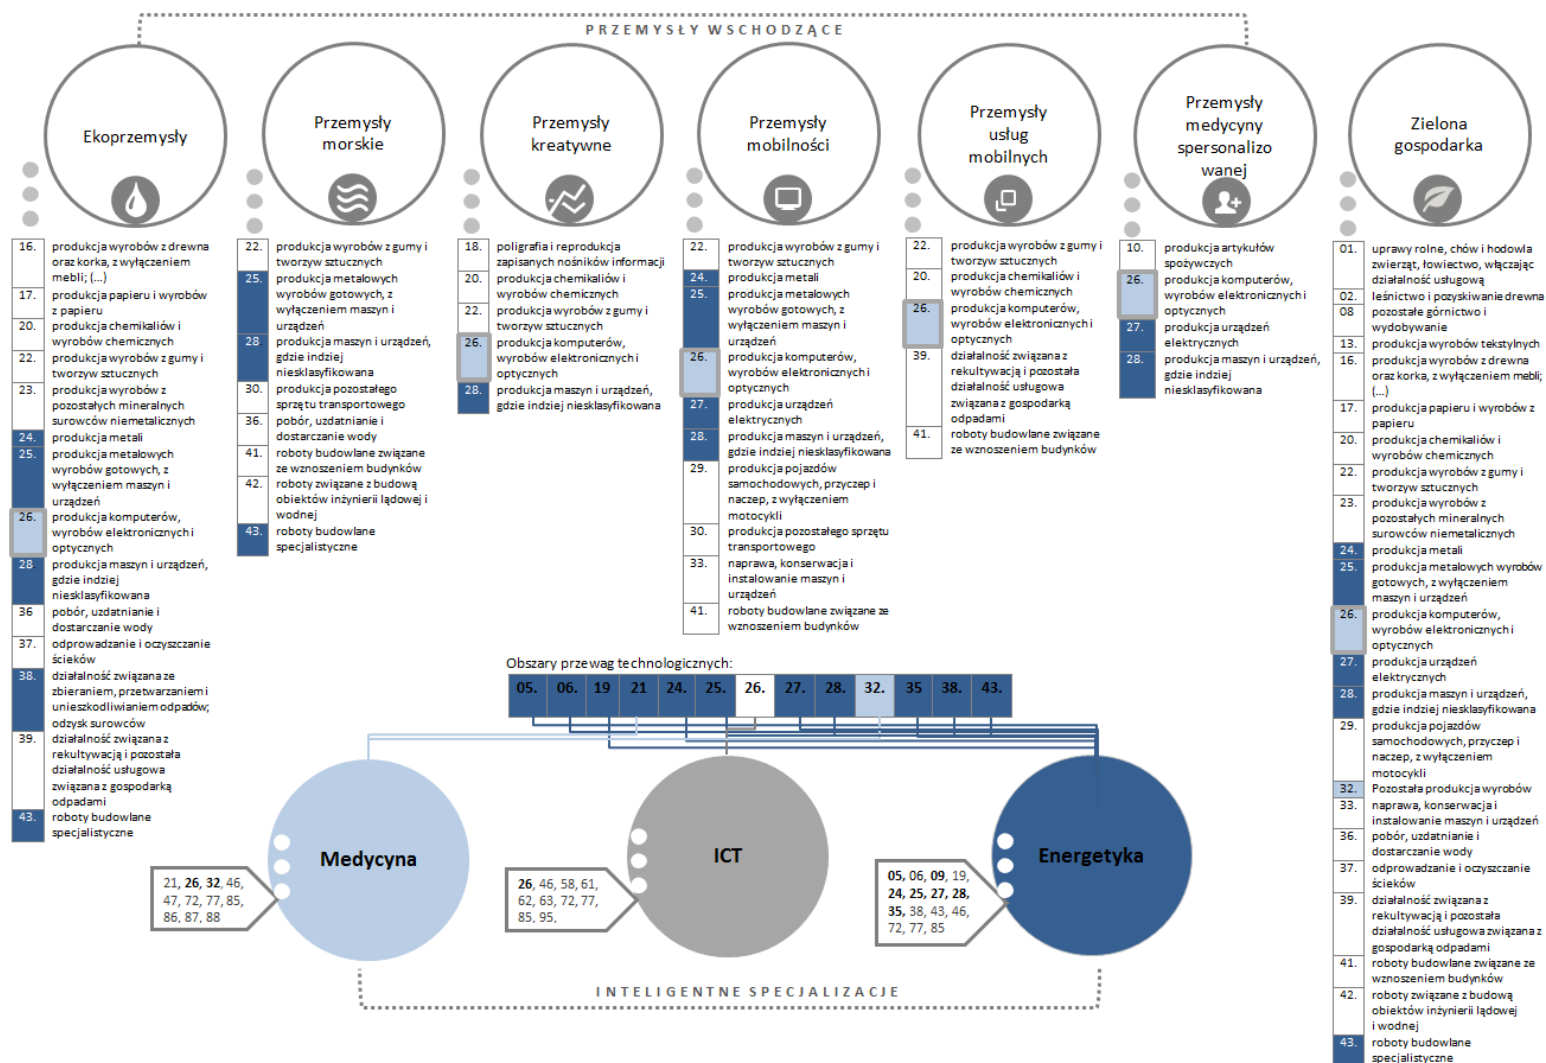 PRZEMYSŁY WSCHODZĄCE
Ekoprzemysły
16. produkcja wyrobów z drewna
oraz korka, z wyłączeniem
mebli; (...)
17. produkcja papieru i wyrobów
z papieru
20. produkcja chemikaliów i
wyrobów chemicznych
22. produkcja wyrobów z gumy i
tworzyw sztucznych
23. produkcja wyrobów z
pozostałych mineralnych
surowców niemetalicznych
24. produkcja metali
25. produkcja metalowych
wyrobów gotowych, z
wyłączeniem maszyn i
urządzeń
26. produkcja komputerów,
wyrobów elektronicznych i
optycznych
28. produkcja maszyn i urządzeń,
gdzie indziej
niesklasyfikowana
36 pobór, uzdatnianie i
dostarczanie wody
37. odprowadzanie i oczyszczanie
ścieków
38. działalność związana ze
zbieraniem, przetwarzaniem i
unieszkodliwianiem odpadów;
odzysk surowców
39. działalność związana z
rekultywacją i pozostała
działalność usługowa
związana z gospodarką
odpadami
43. roboty budowlane
specjalistyczne
Przemysły
morskie
22. produkcja wyrobów z gumy i
tworzyw sztucznych
25. produkcja metalowych
wyrobów gotowych, z
wyłączeniem maszyn i
urządzeń
28 produkcja maszyn i urządzeń,
gdzie indziej
niesklasyfikowana
30. produkcja pozostałego
sprzętu transportowego
36. pobór, uzdatnianie i
dostarczanie wody
41. roboty budowlane związane
ze wznoszeniem budynków
42. roboty związane z budową
obiektów inżynierii lądowej i
wodnej
43. roboty budowlane
specjalistyczne
Przemysły
kreatywne
18. poligrafia i reprodukcja
zapisanych nośników informacji
20. produkcja chemikaliów i
wyrobów chemicznych
22. produkcja wyrobów z gumy i
tworzyw sztucznych
26. produkcja komputerów,
wyrobów elektronicznych i
optycznych
28. produkcja maszyn i urządzeń,
gdzie indziej niesklasyfikowana
Przemysły
mobilności
22. produkcja wyrobów z gumy i
tworzyw sztucznych
24. produkcja metali
25. produkcja metalowych
wyrobów gotowych, z
wyłączeniem maszyn i
urządzeń
26. produkcja komputerów,
wyrobów elektronicznych i
optycznych
27. produkcja urządzeń
elektrycznych
28. produkcja maszyn i urządzeń,
gdzie indziej niesklasyfikowana
29. produkcja pojazdów
samochodowych, przyczep i
naczep, z wyłączeniem
motocykli
30. produkcja pozostałego sprzętu
transportowego
33. naprawa, konserwacja i
instalowanie maszyn i
urządzeń
41. roboty budowlane związane ze
wznoszeniem budynków
Przemysły
usług
mobilnych
22. produkcja wyrobów z gumy i
tworzyw sztucznych
20. produkcja chemikaliów i
wyrobów chemicznych
26. produkcja komputerów,
wyrobów elektronicznych i
optycznych
39. działalność związana z
rekultywacją i pozostała
działalność usługowa
związana z gospodarką
odpadami
41. roboty budowlane związane
ze wznoszeniem budynków
Przemysły
medycyny
spersonalizo
wanej
10. produkcja artykułów
spożywczych
26. produkcja komputerów,
wyrobów elektronicznych i
optycznych
27. produkcja urządzeń
elektrycznych
28. produkcja maszyn i urządzeń,
gdzie indziej
niesklasyfikowana
Zielona
gospodarka
01. uprawy rolne, chów i hodowla
zwierząt, łowiectwo, włączając
działalność usługową
02. leśnictwo i pozyskiwanie drewna
08 pozostałe górnictwo i
wydobywanie
13. produkcja wyrobów tekstylnych
16. produkcja wyrobów z drewna
oraz korka, z wyłączeniem mebli;
(...)
17. produkcja papieru i wyrobów z
papieru
20. produkcja chemikaliów i
wyrobów chemicznych
22. produkcja wyrobów z gumy i
tworzyw sztucznych
23. produkcja wyrobów z
pozostałych mineralnych
surowców niemetalicznych
24. produkcja metali
25. produkcja metalowych wyrobów
gotowych, z wyłączeniem
maszyn i urządzeń
26. produkcja komputerów,
wyrobów elektronicznych i
optycznych
27. produkcja urządzeń
elektrycznych
28. produkcja maszyn i urządzeń,
gdzie indziej niesklasyfikowana
29. produkcja pojazdów
samochodowych, przyczep i
naczep, z wyłączeniem
motocykli
32. Pozostała produkcja wyrobów
33. naprawa, konserwacja i
instalowanie maszyn i urządzeń
36. pobór, uzdatnianie i
dostarczanie wody
37. odprowadzanie i oczyszczanie
ścieków
39. działalność związana z
rekultywacją i pozostała
działalność usługowa związana z
gospodarką odpadami
41. roboty budowlane związane ze
wznoszeniem budynków
42. roboty związane z budową
obiektów inżynierii lądowej
i wodnej
43. roboty budowlane
specjalistyczne
Obszary przewag technologicznych:
05. 06. 19 21 24. 25. 26. 27. 28. 32. 35 38. 43.
Medycyna
21, 26, 32, 46,
47, 72, 77, 85,
86, 87, 88
ICT
26, 46, 58, 61,
62, 63, 72, 77,
85, 95,
Energetyka
05, 06, 09, 19,
24, 25, 27, 28,
35, 38, 43, 46,
72, 77, 85
INTELIGENTNE SPECJALIZACJE